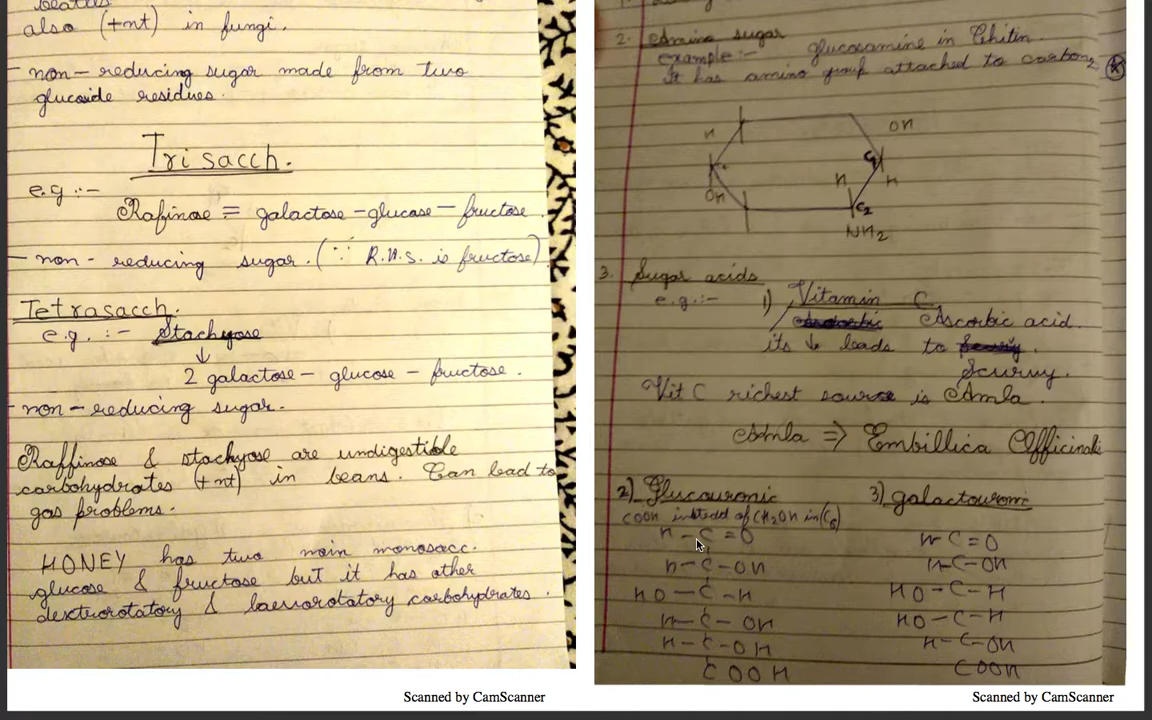 also (+nt) in fungi.
- non-reducing sugar made from two
glucoside residues.
Trisacch.
e.g :-
Rafinose = galactose - glucose - fructose.
- non-reducing sugar. (∵ R.H.S. is fructose)
Tetrasacch.
e.g. :- Stachyose
↓
2 galactose - glucose - fructose.
- non-reducing sugar.
Raffinose & stachyose are undigestible
carbohydrates (+nt) in beans. Can lead to
gas problems.
HONEY has two main monosacc.
glucose & fructose but it has other
dextrorotatory & laevorotatory carbohydrates.
Scanned by CamScanner
2. Amino sugar
example :- glucosamine in Chitin.
It has amino group attached to carbon2
H
OH
C1
H
H
OH
C2
NH2
3. Sugar acids
e.g.:- 1) Vitamin C
Ascorbic acid.
its ↓ leads to
Scurvy.
Vit C richest source is Amla.
Amla ⇒ Embillica Officinali
2) Glucouronic
COOH instead of CH2OH in (C6)
H - C = O
H - C - OH
HO - C - H
H - C - OH
H - C - OH
COOH
3) galactouronic
H C = O
H - C - OH
HO - C - H
HO - C - H
H - C - OH
COOH
Scanned by CamScanner